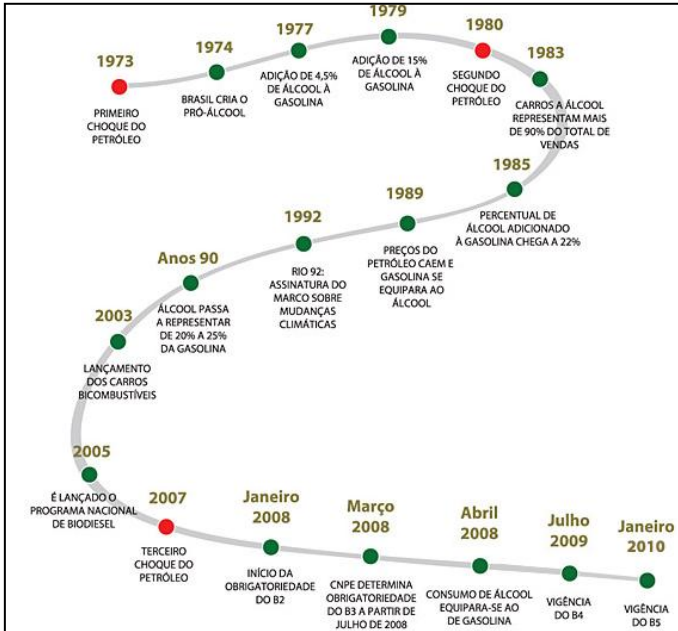 1973
PRIMEIRO
CHOQUE DO
PETRÓLEO
1974
BRASIL CRIA O
PRÓ-ÁLCOOL
1977
ADIÇÃO DE 4,5%
DE ÁLCOOL À
GASOLINA
1979
ADIÇÃO DE 15%
DE ÁLCOOL À
GASOLINA
1980
SEGUNDO
CHOQUE DO
PETRÓLEO
1983
CARROS A ÁLCOOL
REPRESENTAM MAIS
DE 90% DO TOTAL DE
VENDAS
1985
PERCENTUAL DE
ÁLCOOL ADICIONADO
À GASOLINA CHEGA A 22%
1989
PREÇOS DO
PETRÓLEO CAEM E
GASOLINA SE
EQUIPARA AO
ÁLCOOL
1992
RIO 92:
ASSINATURA DO
MARCO SOBRE
MUDANÇAS
CLIMÁTICAS
Anos 90
ÁLCOOL PASSA
A REPRESENTAR
DE 20% A 25%
DA GASOLINA
2003
LANÇAMENTO
DOS CARROS
BICOMBUSTÍVEIS
2005
É LANÇADO O
PROGRAMA NACIONAL
DE BIODIESEL
2007
TERCEIRO
CHOQUE DO
PETRÓLEO
Janeiro
2008
INÍCIO DA
OBRIGATORIEDADE
DO B2
Março
2008
CNPE DETERMINA
OBRIGATORIEDADE
DO B3 A PARTIR DE
JULHO DE 2008
Abril
2008
CONSUMO DE ÁLCOOL
EQUIPARA-SE AO
DE GASOLINA
Julho
2009
VIGÊNCIA
DO B4
Janeiro
2010
VIGÊNCIA
DO B5